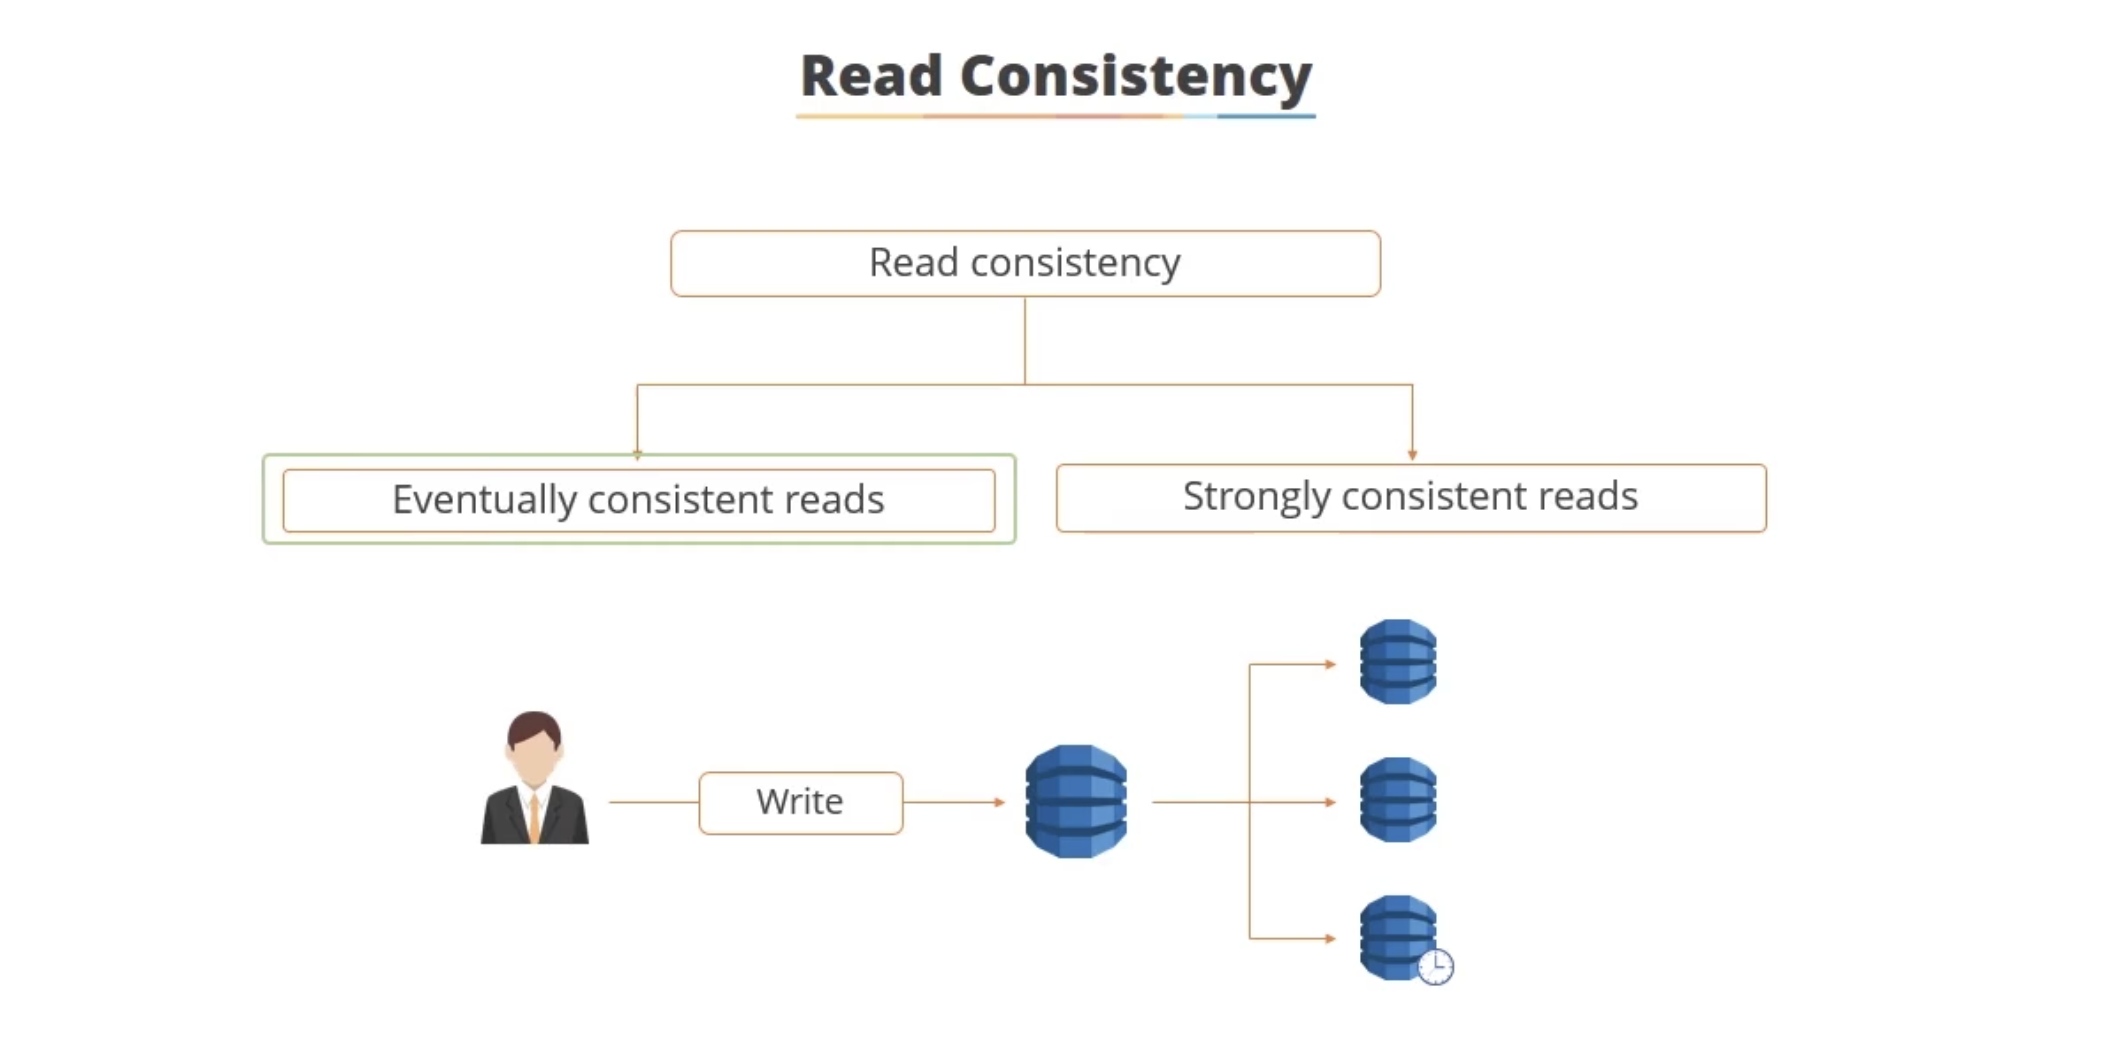 Read Consistency
Read consistency
Eventually consistent reads
Strongly consistent reads
Write